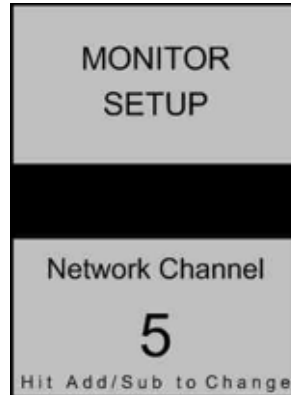 MONITOR
SETUP
Network Channel
5
Hit Add/Sub to Change